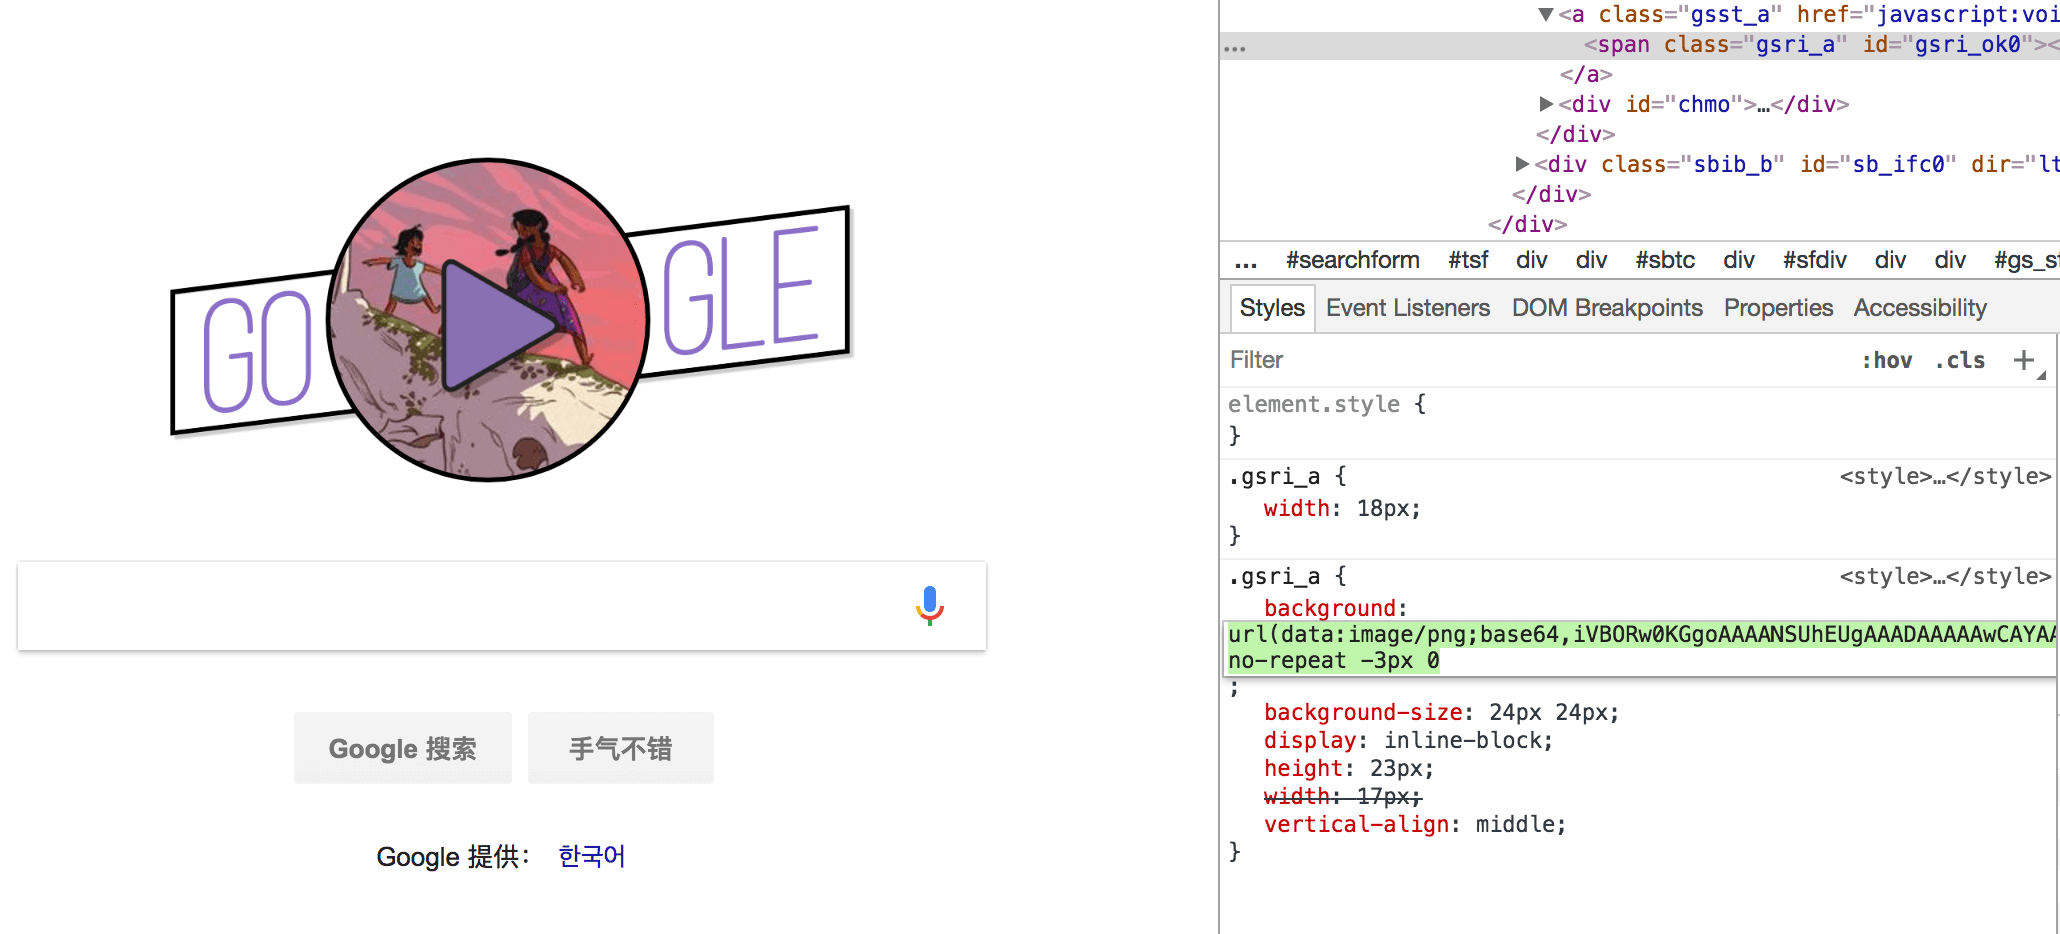 GO GLE
Google 搜索
手气不错
Google 提供： 한국어
<a class="gsst_a" href="javascript:voi
… <span class="gsri_a" id="gsri_ok0"><
</a>
<div id="chmo">…</div>
</div>
<div class="sbib_b" id="sb_ifc0" dir="lt
</div>
</div>
... #searchform #tsf div div #sbtc div #sfdiv div div #gs_st
Styles Event Listeners DOM Breakpoints Properties Accessibility
Filter :hov .cls +
element.style {
}
.gsri_a { <style>…</style>
width: 18px;
}
.gsri_a { <style>…</style>
background:
url(data:image/png;base64,iVBORw0KGgoAAAANSUhEUgAAADAAAAAwCAYAA
no-repeat -3px 0
;
background-size: 24px 24px;
display: inline-block;
height: 23px;
width: 17px;
vertical-align: middle;
}